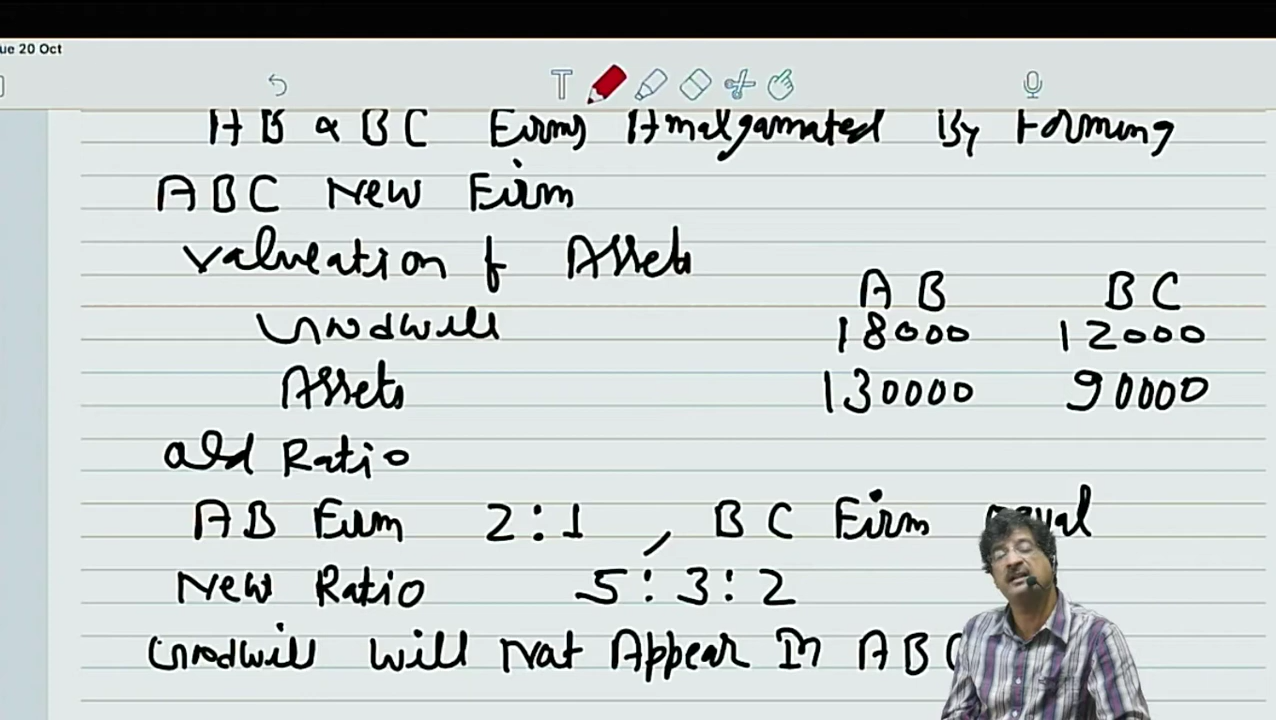 ue 20 Oct
T
AB & BC Firms Amalgamated By Forming
ABC New Firm
Valueation of Assets
AB BC
Goodwill 18000 12000
Assets 130000 90000
Old Ratio
AB Firm 2:1 , BC Firm equal
New Ratio 5:3:2
Goodwill will Not Appear In ABC